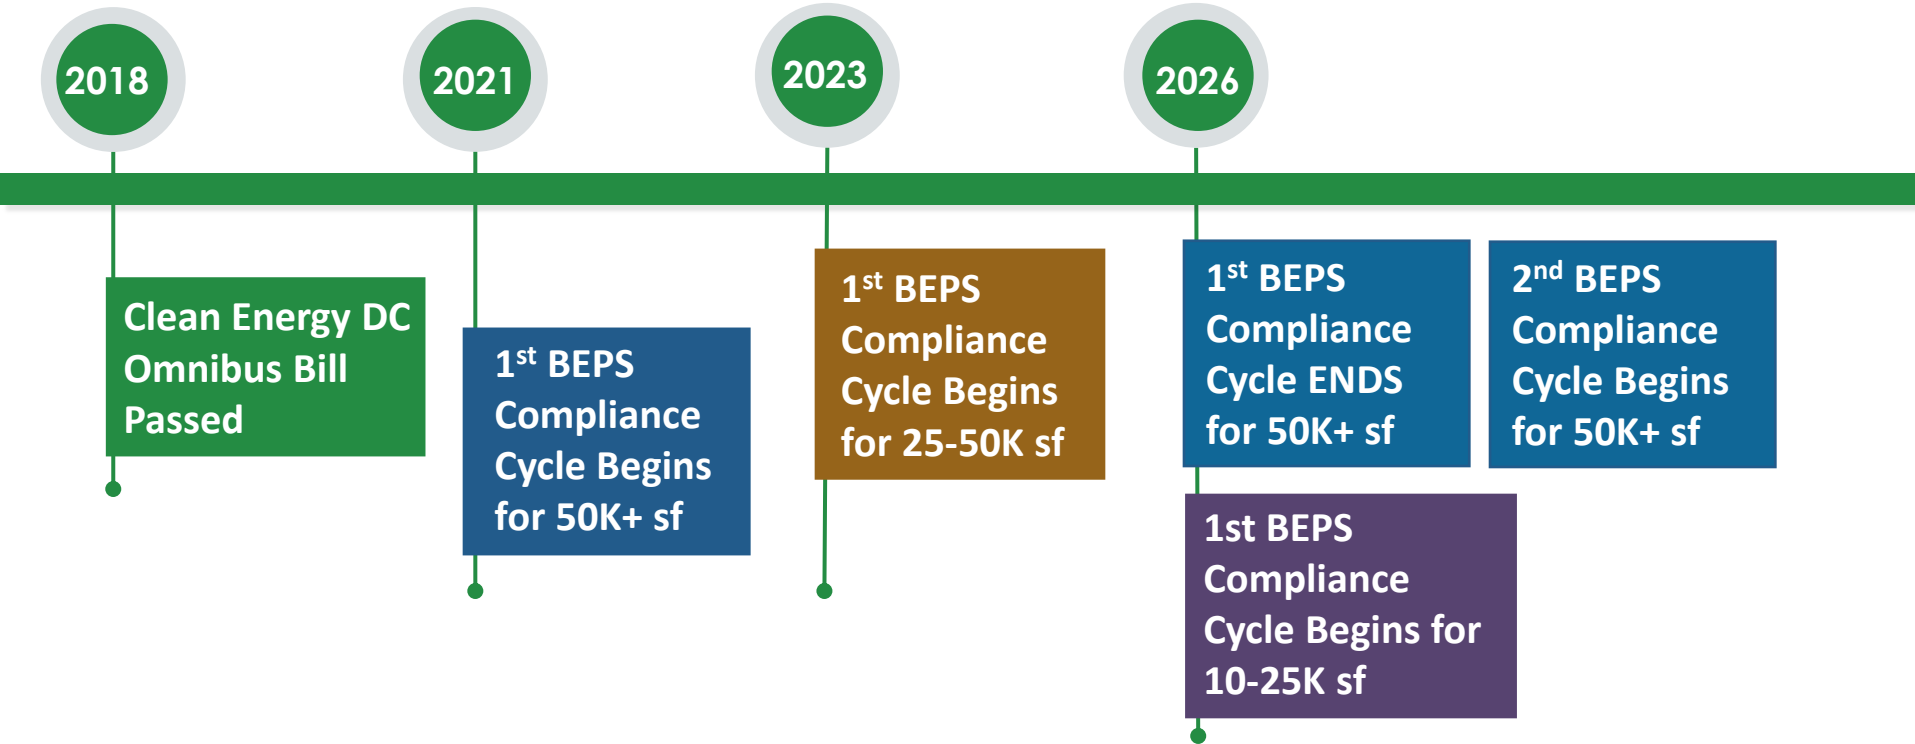 2018
2021
2023
2026
Clean Energy DC
Omnibus Bill
Passed
1st BEPS
Compliance
Cycle Begins
for 50K+ sf
1st BEPS
Compliance
Cycle Begins
for 25-50K sf
1st BEPS
Compliance
Cycle ENDS
for 50K+ sf
2nd BEPS
Compliance
Cycle Begins
for 50K+ sf
1st BEPS
Compliance
Cycle Begins for
10-25K sf